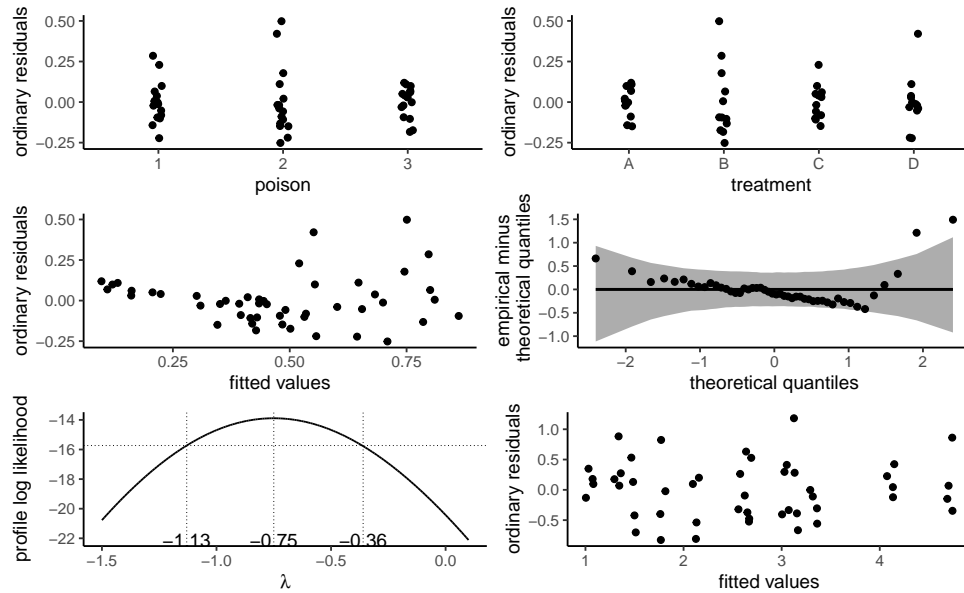 ordinary residuals
0.50
0.25
0.00
−0.25
1 2 3
poison
ordinary residuals
0.50
0.25
0.00
−0.25
A B C D
treatment
ordinary residuals
0.50
0.25
0.00
−0.25
0.25 0.50 0.75
fitted values
empirical minus
theoretical quantiles
1.5
1.0
0.5
0.0
−0.5
−1.0
−2 −1 0 1 2
theoretical quantiles
profile log likelihood
−14
−16
−18
−20
−22
−1.13 −0.75 −0.36
−1.5 −1.0 −0.5 0.0
λ
ordinary residuals
1.0
0.5
0.0
−0.5
1 2 3 4
fitted values